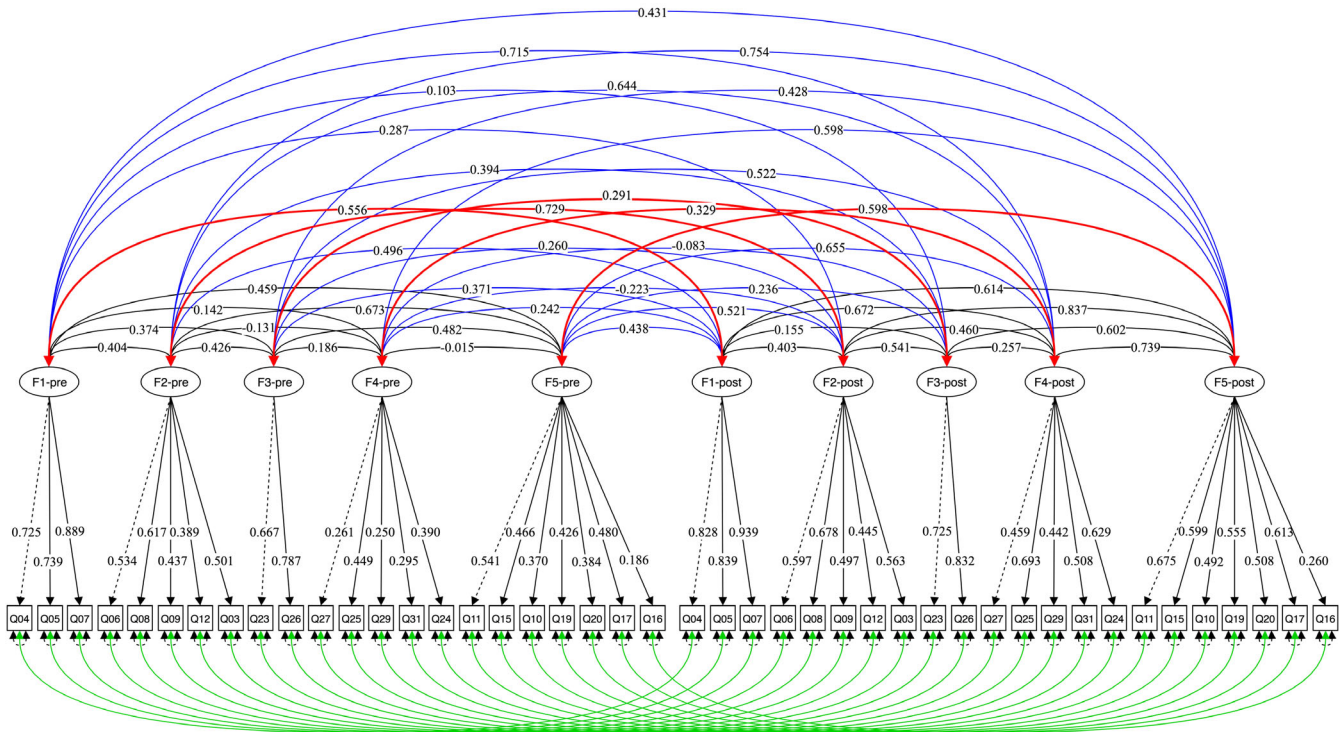 0.431
0.715 0.754
0.103 0.644 0.428
0.287 0.598
0.394 0.522
0.291
0.556 0.729 0.329 0.598
0.496 0.260 -0.083 0.655
0.459 0.371 -0.223 0.236 0.614
0.142 0.673 0.242 0.521 0.672 0.837
0.374 -0.131 0.482 0.438 0.155 0.460 0.602
0.404 0.426 0.186 -0.015 0.403 0.541 0.257 0.739
F1-pre F2-pre F3-pre F4-pre F5-pre F1-post F2-post F3-post F4-post F5-post
0.725 0.889 0.617 0.389 0.667 0.261 0.250 0.390 0.466 0.426 0.480 0.828 0.939 0.678 0.445 0.725 0.459 0.442 0.629 0.599 0.555 0.613
0.739 0.534 0.437 0.501 0.787 0.449 0.295 0.541 0.370 0.384 0.186 0.839 0.597 0.497 0.563 0.832 0.693 0.508 0.675 0.492 0.508 0.260
Q04 Q05 Q07 Q06 Q08 Q09 Q12 Q03 Q23 Q26 Q27 Q25 Q29 Q31 Q24 Q11 Q15 Q10 Q19 Q20 Q17 Q16 Q04 Q05 Q07 Q06 Q08 Q09 Q12 Q03 Q23 Q26 Q27 Q25 Q29 Q31 Q24 Q11 Q15 Q10 Q19 Q20 Q17 Q16